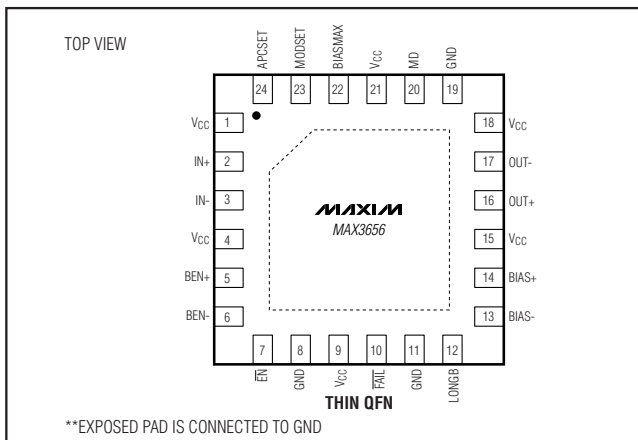 TOP VIEW
APCSET
MODSET
BIASMAX
VCC
MD
GND
24 23 22 21 20 19
VCC 1
IN+ 2
IN- 3
VCC 4
BEN+ 5
BEN- 6
18 VCC
17 OUT-
16 OUT+
15 VCC
14 BIAS+
13 BIAS-
MAXIM
MAX3656
7 8 9 10 11 12
EN
GND
VCC
FAIL
GND
LONGB
THIN QFN
**EXPOSED PAD IS CONNECTED TO GND